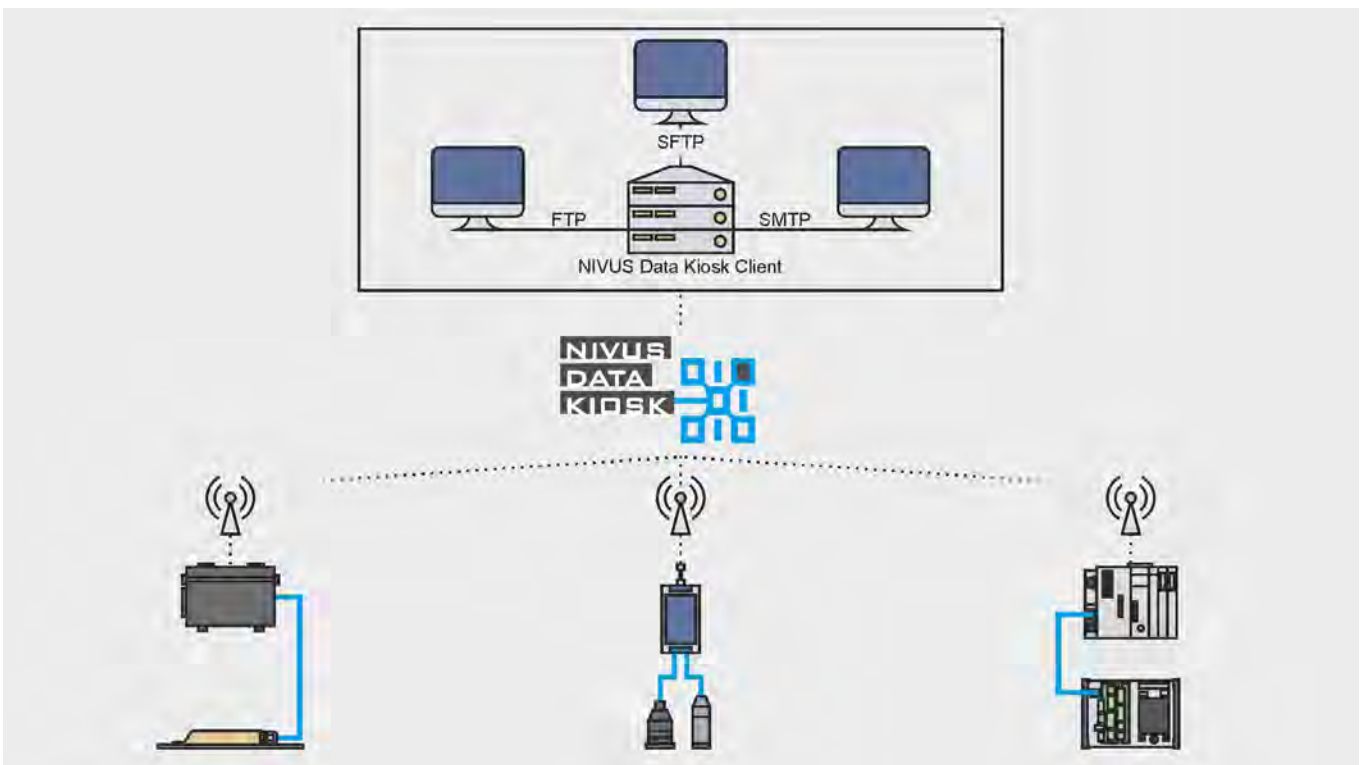 SFTP
FTP
SMTP
NIVUS Data Kiosk Client
NIVUS
DATA
KIOSK